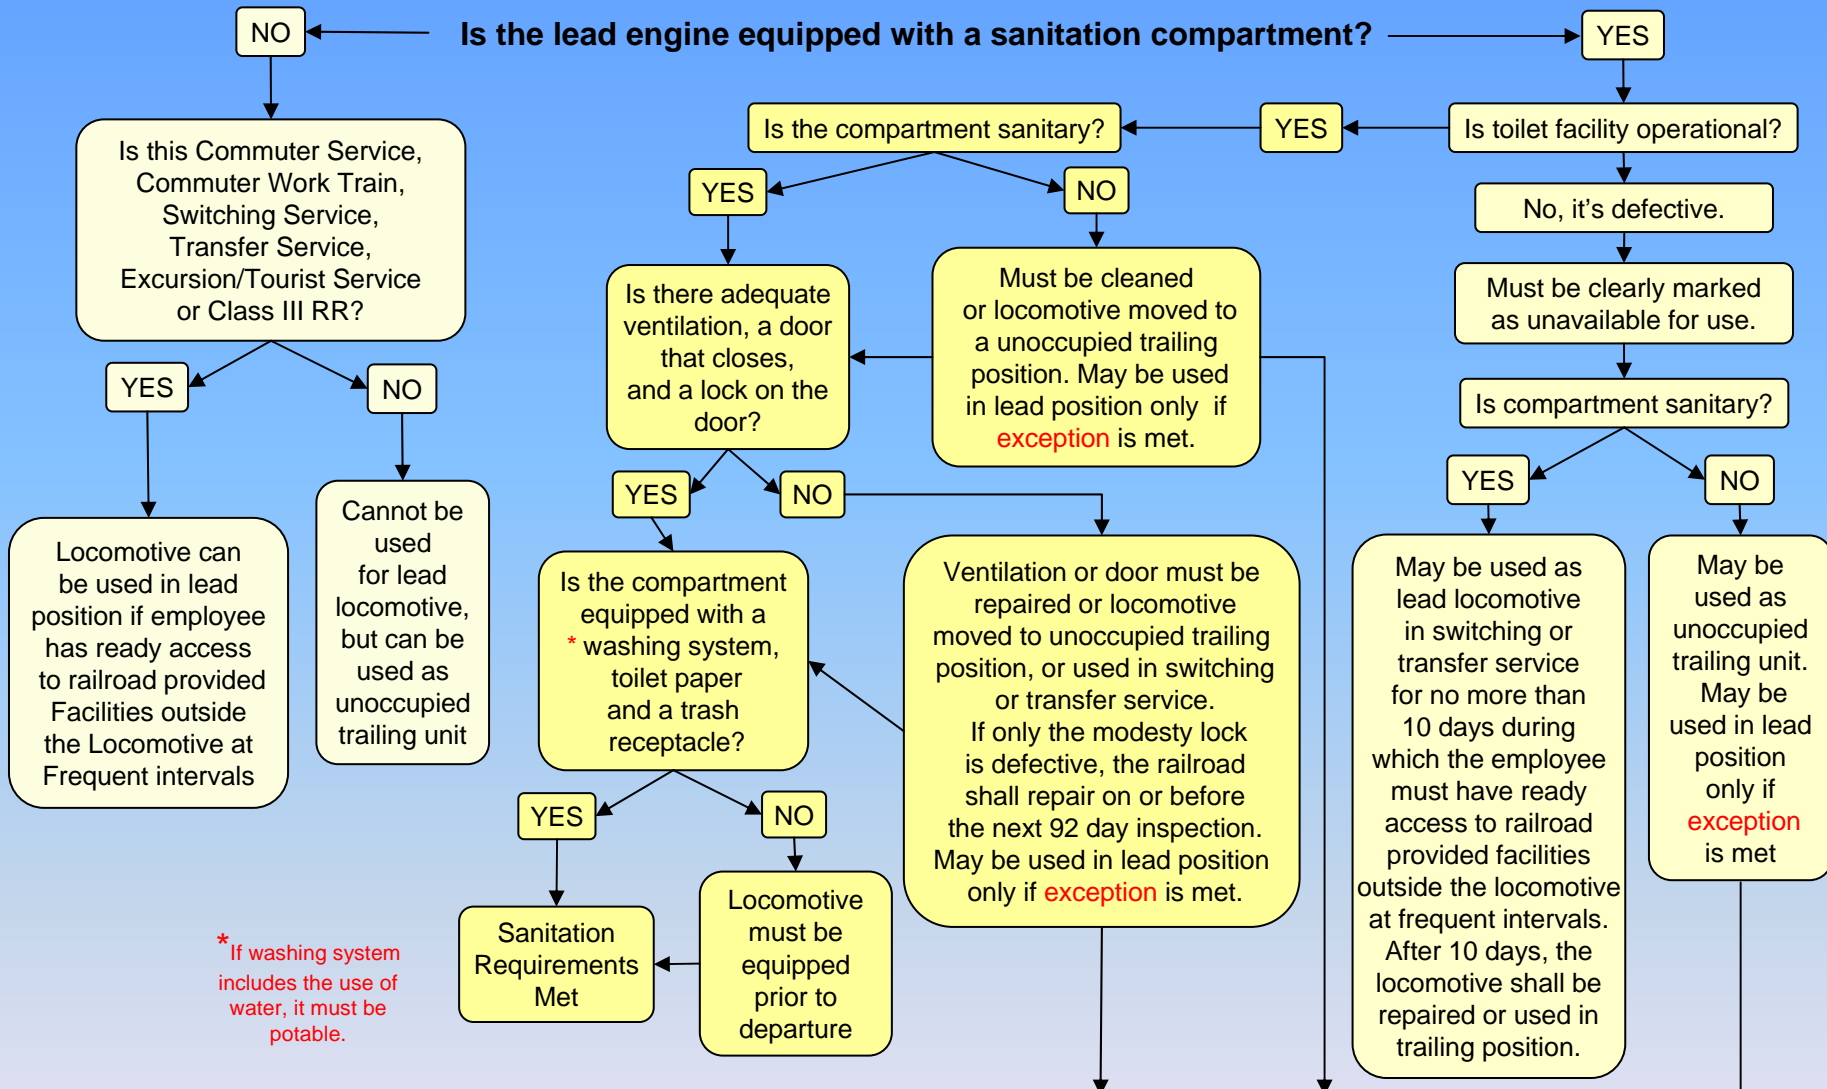 Is the lead engine equipped with a sanitation compartment?
NO
YES
Is this Commuter Service,
Commuter Work Train,
Switching Service,
Transfer Service,
Excursion/Tourist Service
or Class III RR?
YES
NO
Locomotive can
be used in lead
position if employee
has ready access
to railroad provided
Facilities outside
the Locomotive at
Frequent intervals
Cannot be
used
for lead
locomotive,
but can be
used as
unoccupied
trailing unit
Is toilet facility operational?
YES
Is the compartment sanitary?
YES
NO
Must be cleaned
or locomotive moved to
a unoccupied trailing
position. May be used
in lead position only if
exception is met.
Is there adequate
ventilation, a door
that closes,
and a lock on the
door?
YES
NO
Is the compartment
equipped with a
* washing system,
toilet paper
and a trash
receptacle?
Ventilation or door must be
repaired or locomotive
moved to unoccupied trailing
position, or used in switching
or transfer service.
If only the modesty lock
is defective, the railroad
shall repair on or before
the next 92 day inspection.
May be used in lead position
only if exception is met.
YES
NO
Sanitation
Requirements
Met
Locomotive
must be
equipped
prior to
departure
*If washing system
includes the use of
water, it must be
potable.
No, it's defective.
Must be clearly marked
as unavailable for use.
Is compartment sanitary?
YES
NO
May be used as
lead locomotive
in switching or
transfer service
for no more than
10 days during
which the employee
must have ready
access to railroad
provided facilities
outside the locomotive
at frequent intervals.
After 10 days, the
locomotive shall be
repaired or used in
trailing position.
May be
used as
unoccupied
trailing unit.
May be
used in lead
position
only if
exception
is met